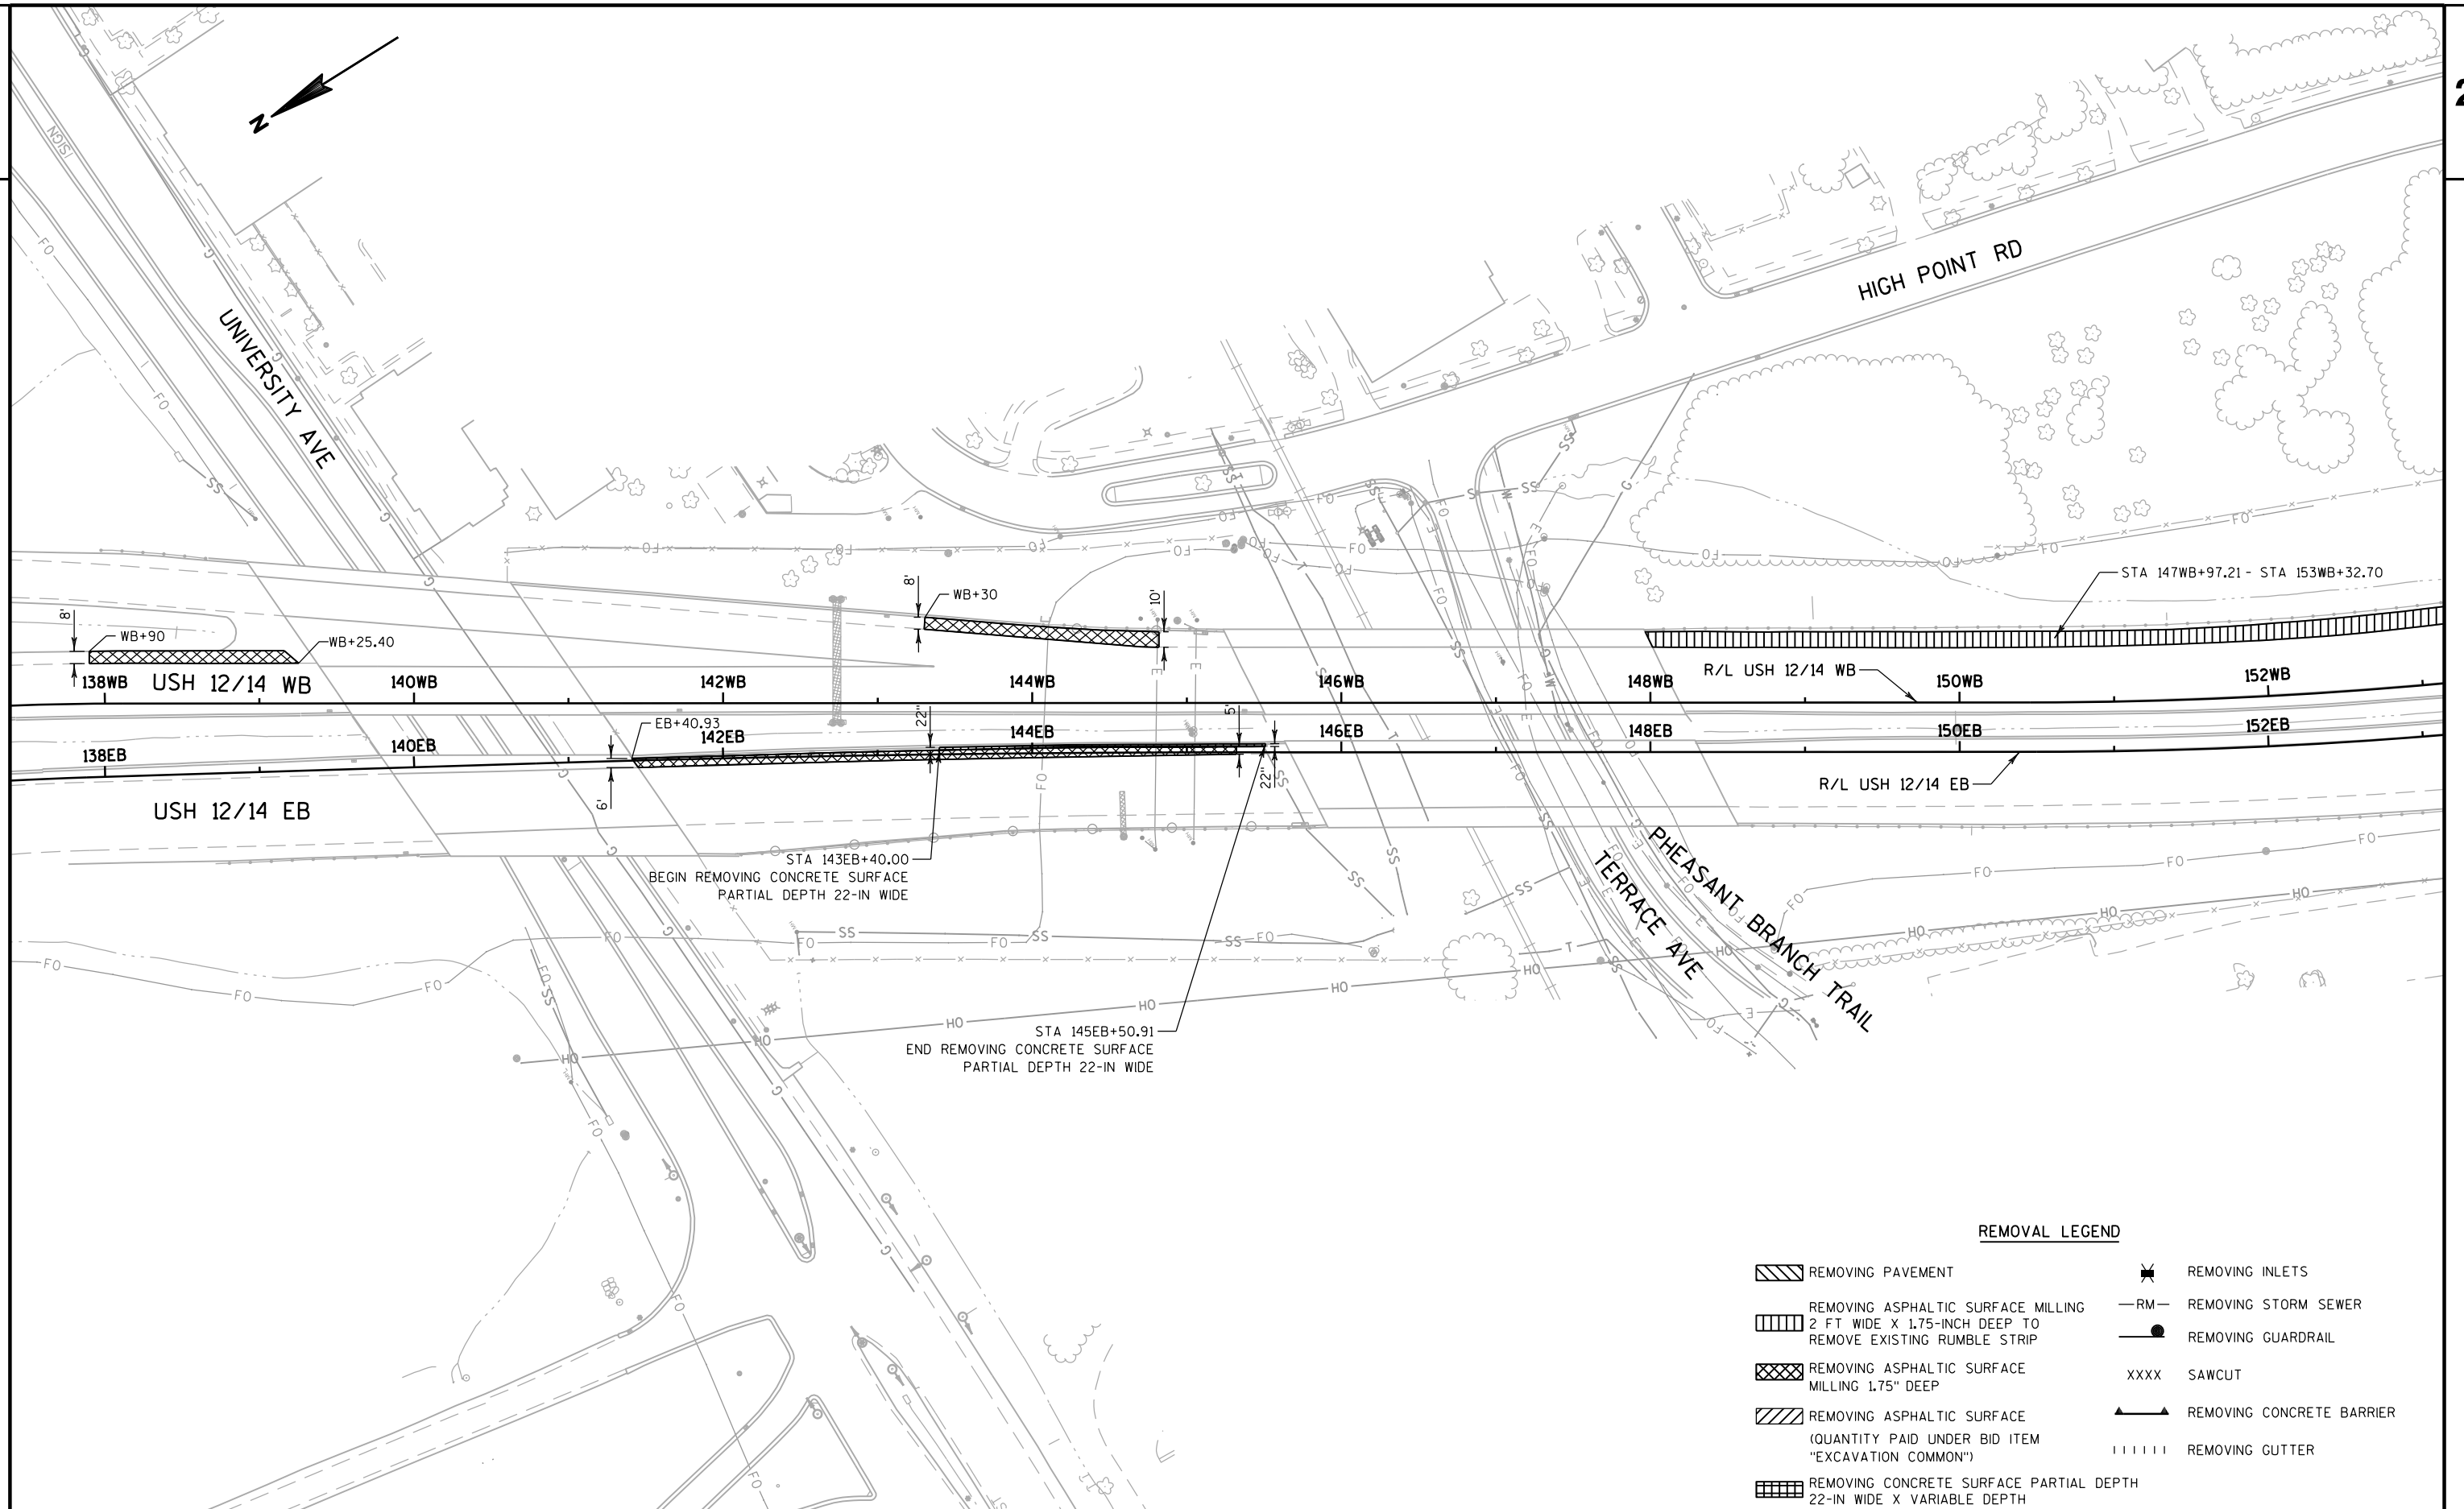 N
2
SIGN
UNIVERSITY AVE
HIGH POINT RD
8'
WB+90
WB+25.40
8'
WB+30
10'
STA 147WB+97.21 - STA 153WB+32.70
R/L USH 12/14 WB
138WB
USH 12/14 WB
140WB
142WB
144WB
146WB
148WB
150WB
152WB
EB+40.93
22"
5'
138EB
140EB
142EB
144EB
146EB
148EB
150EB
152EB
6'
22"
R/L USH 12/14 EB
USH 12/14 EB
STA 143EB+40.00
BEGIN REMOVING CONCRETE SURFACE
PARTIAL DEPTH 22-IN WIDE
TERRACE AVE
PHEASANT BRANCH TRAIL
STA 145EB+50.91
END REMOVING CONCRETE SURFACE
PARTIAL DEPTH 22-IN WIDE
REMOVAL LEGEND
REMOVING PAVEMENT
REMOVING ASPHALTIC SURFACE MILLING
2 FT WIDE X 1.75-INCH DEEP TO
REMOVE EXISTING RUMBLE STRIP
REMOVING ASPHALTIC SURFACE
MILLING 1.75" DEEP
REMOVING ASPHALTIC SURFACE
(QUANTITY PAID UNDER BID ITEM
"EXCAVATION COMMON")
REMOVING CONCRETE SURFACE PARTIAL DEPTH
22-IN WIDE X VARIABLE DEPTH
REMOVING INLETS
RM REMOVING STORM SEWER
REMOVING GUARDRAIL
XXXX SAWCUT
REMOVING CONCRETE BARRIER
REMOVING GUTTER